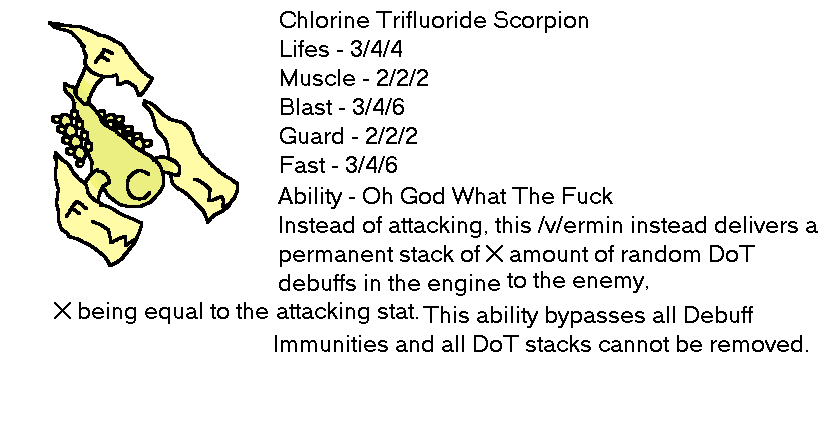 Chlorine Trifluoride Scorpion
Lifes - 3/4/4
Muscle - 2/2/2
Blast - 3/4/6
Guard - 2/2/2
Fast - 3/4/6
Ability - Oh God What The Fuck
Instead of attacking, this /v/ermin instead delivers a
permanent stack of X amount of random DoT
debuffs in the engine to the enemy,
X being equal to the attacking stat. This ability bypasses all Debuff
Immunities and all DoT stacks cannot be removed.
F
C
F